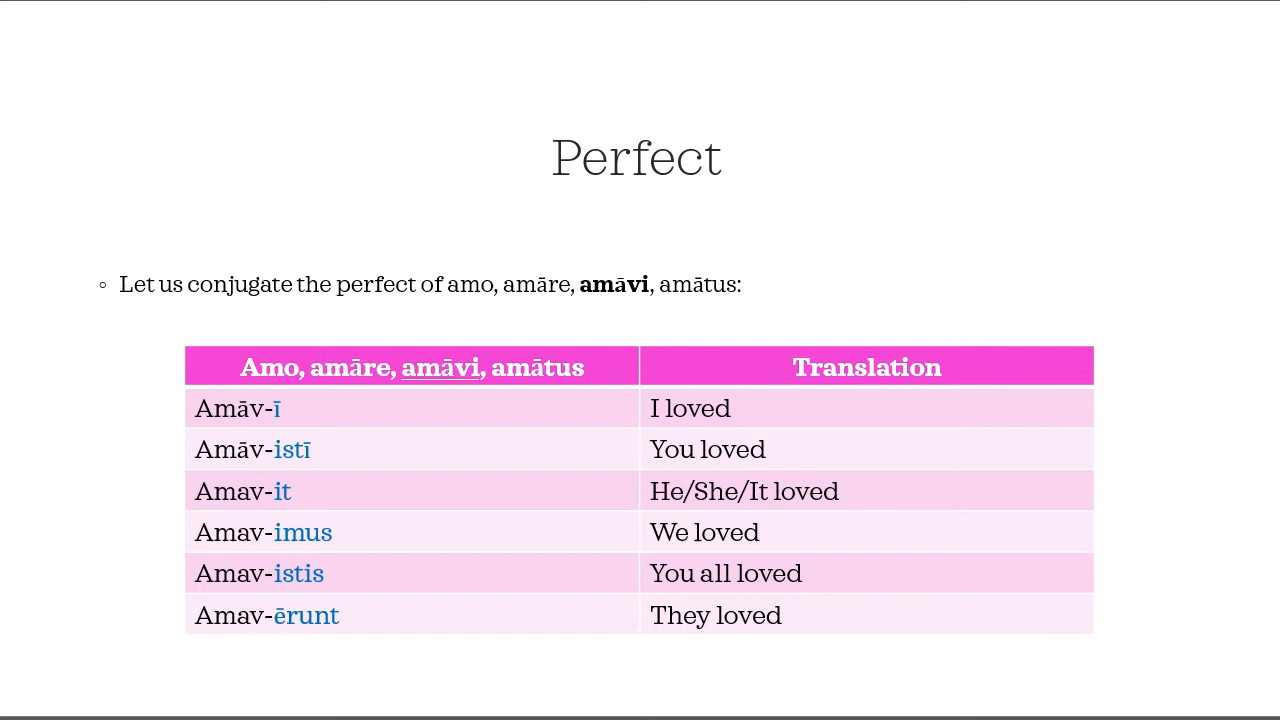 Perfect
◦ Let us conjugate the perfect of amo, amāre, amāvi, amātus:
Amo, amāre, amāvi, amātus Translation
Amāv-ī I loved
Amāv-istī You loved
Amav-it He/She/It loved
Amav-imus We loved
Amav-istis You all loved
Amav-ērunt They loved